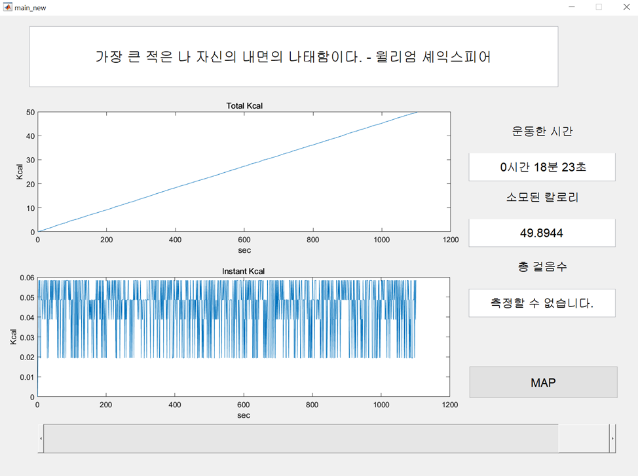 main_new
가장 큰 적은 나 자신의 내면의 나태함이다. - 윌리엄 셰익스피어
Total Kcal
50
40
30
20
10
0
Kcal
0 200 400 600 800 1000 1200
sec
Instant Kcal
0.06
0.05
0.04
0.03
0.02
0.01
0
Kcal
0 200 400 600 800 1000 1200
sec
운동한 시간
0시간 18분 23초
소모된 칼로리
49.8944
총 걸음수
측정할 수 없습니다.
MAP